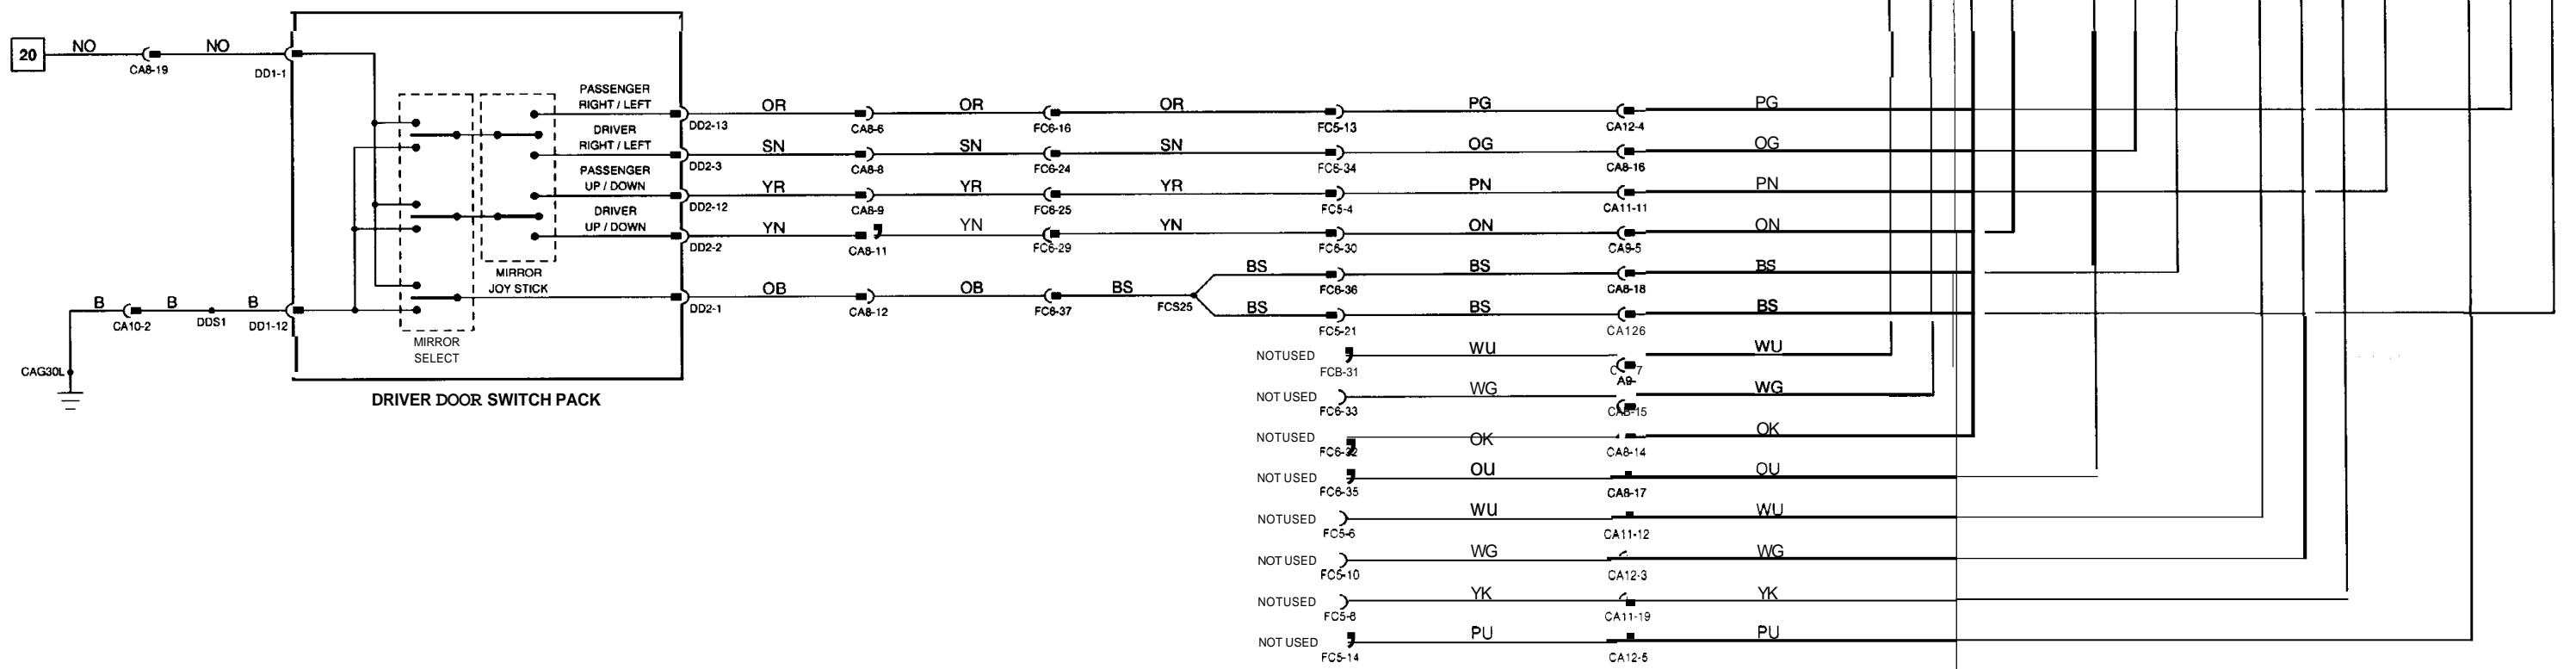 20 NO NO
CA8-19 DD1-1
PASSENGER
RIGHT / LEFT
OR OR OR PG PG
DD2-13 CA8-6 FC6-16 FC5-13 CA12-4
DRIVER
RIGHT / LEFT
SN SN SN OG OG
DD2-3 CA8-8 FC6-24 FC6-34 CA8-16
PASSENGER
UP / DOWN
YR YR YR PN PN
DD2-12 CA8-9 FC6-25 FC5-4 CA11-11
DRIVER
UP / DOWN
YN YN YN ON ON
DD2-2 CA8-11 FC6-29 FC6-30 CA9-5
MIRROR
JOY STICK
BS BS BS
FC6-36 CA8-18
OB OB BS
DD2-1 CA8-12 FC6-37 FCS25
B B B
CA10-2 DDS1 DD1-12
BS BS BS
FC5-21 CA126
MIRROR
SELECT
CAG30L
DRIVER DOOR SWITCH PACK
NOTUSED WU WU
FCB-31 C 7
A9-
NOT USED WG WG
FC6-33 CAB-15
NOTUSED OK OK
FC6-32 CA8-14
NOT USED OU OU
FC6-35 CA8-17
NOTUSED WU WU
FC5-6 CA11-12
NOT USED WG WG
FC5-10 CA12-3
NOTUSED YK YK
FC5-8 CA11-19
NOT USED PU PU
FC5-14 CA12-5